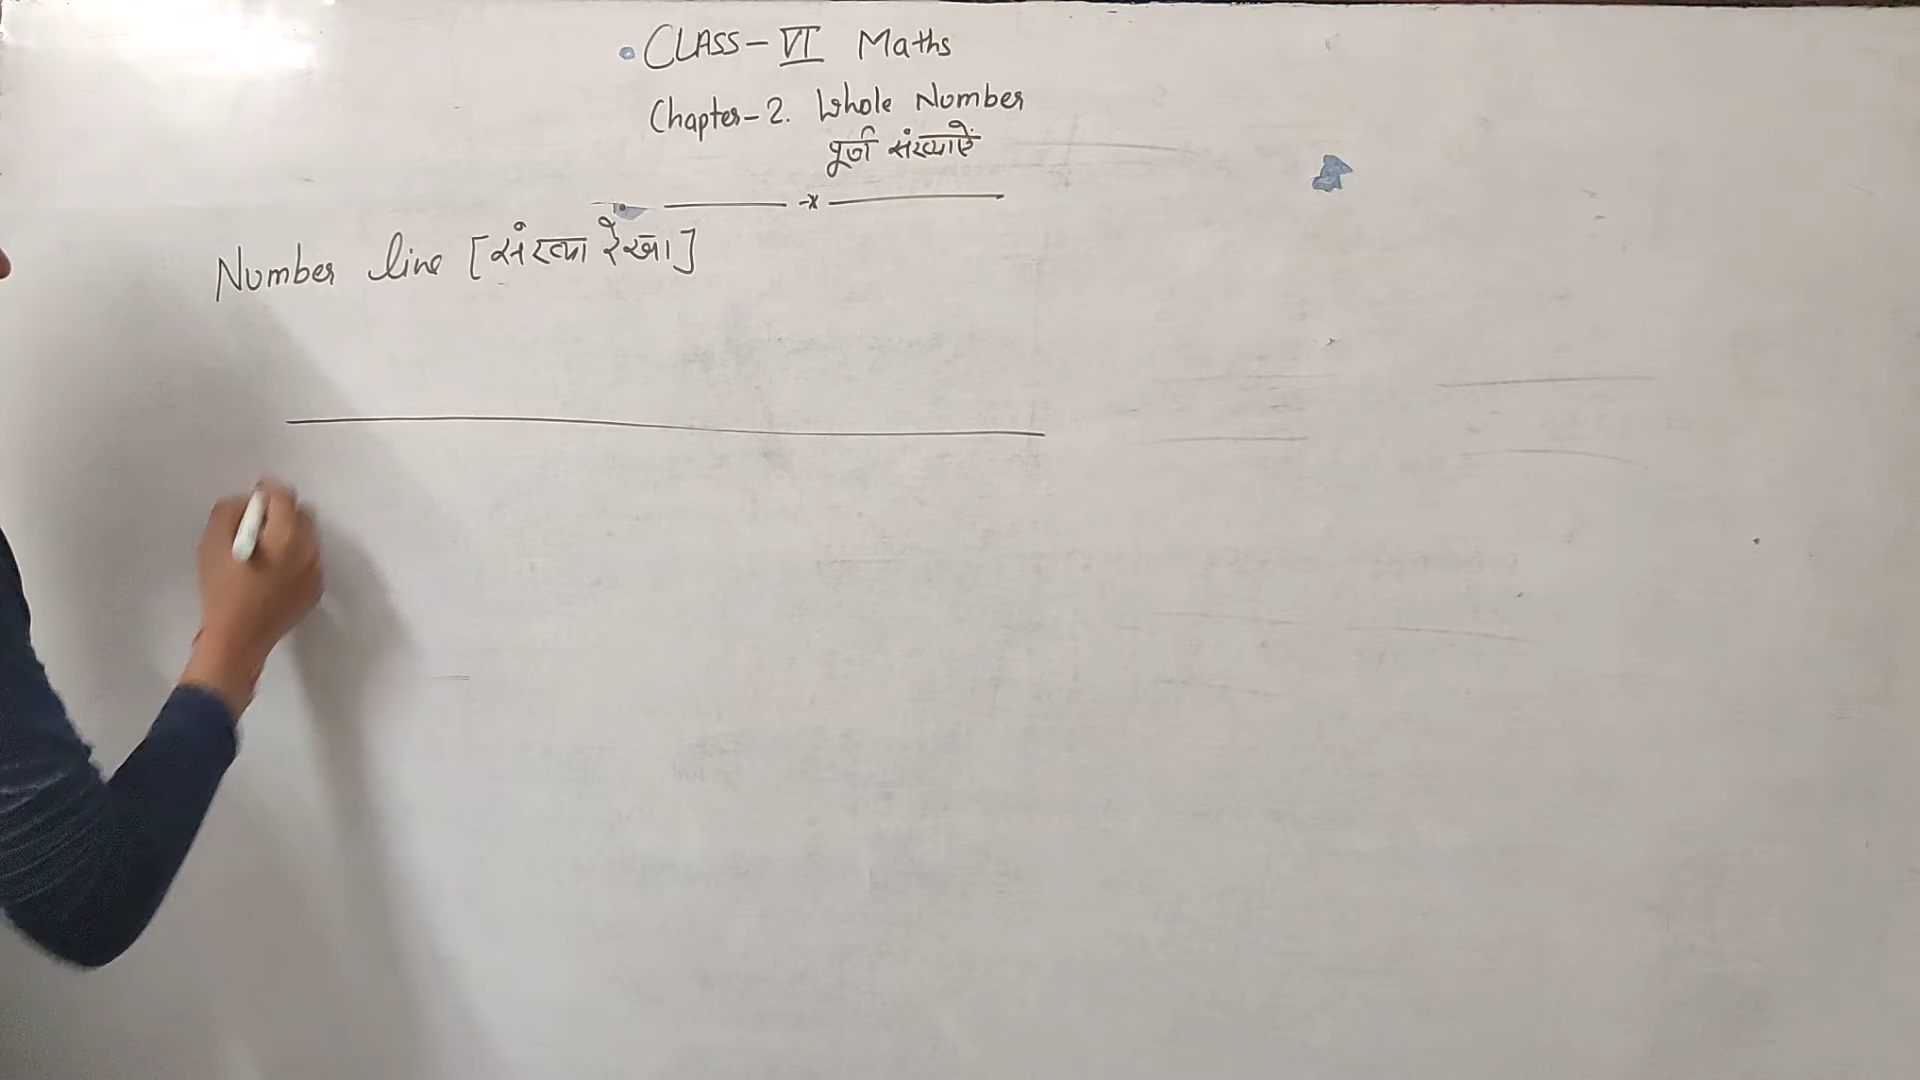 CLASS-VI Maths
Chapter-2. Whole Number
पूर्ण संख्याऐं
Number line [संख्या रेखा]